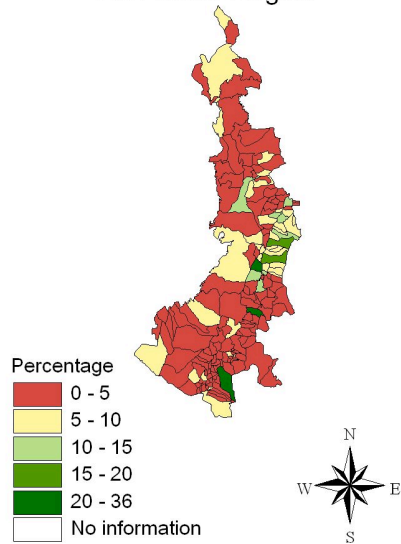 Percentage
0 - 5
5 - 10
10 - 15
15 - 20
20 - 36
No information
N
W E
S